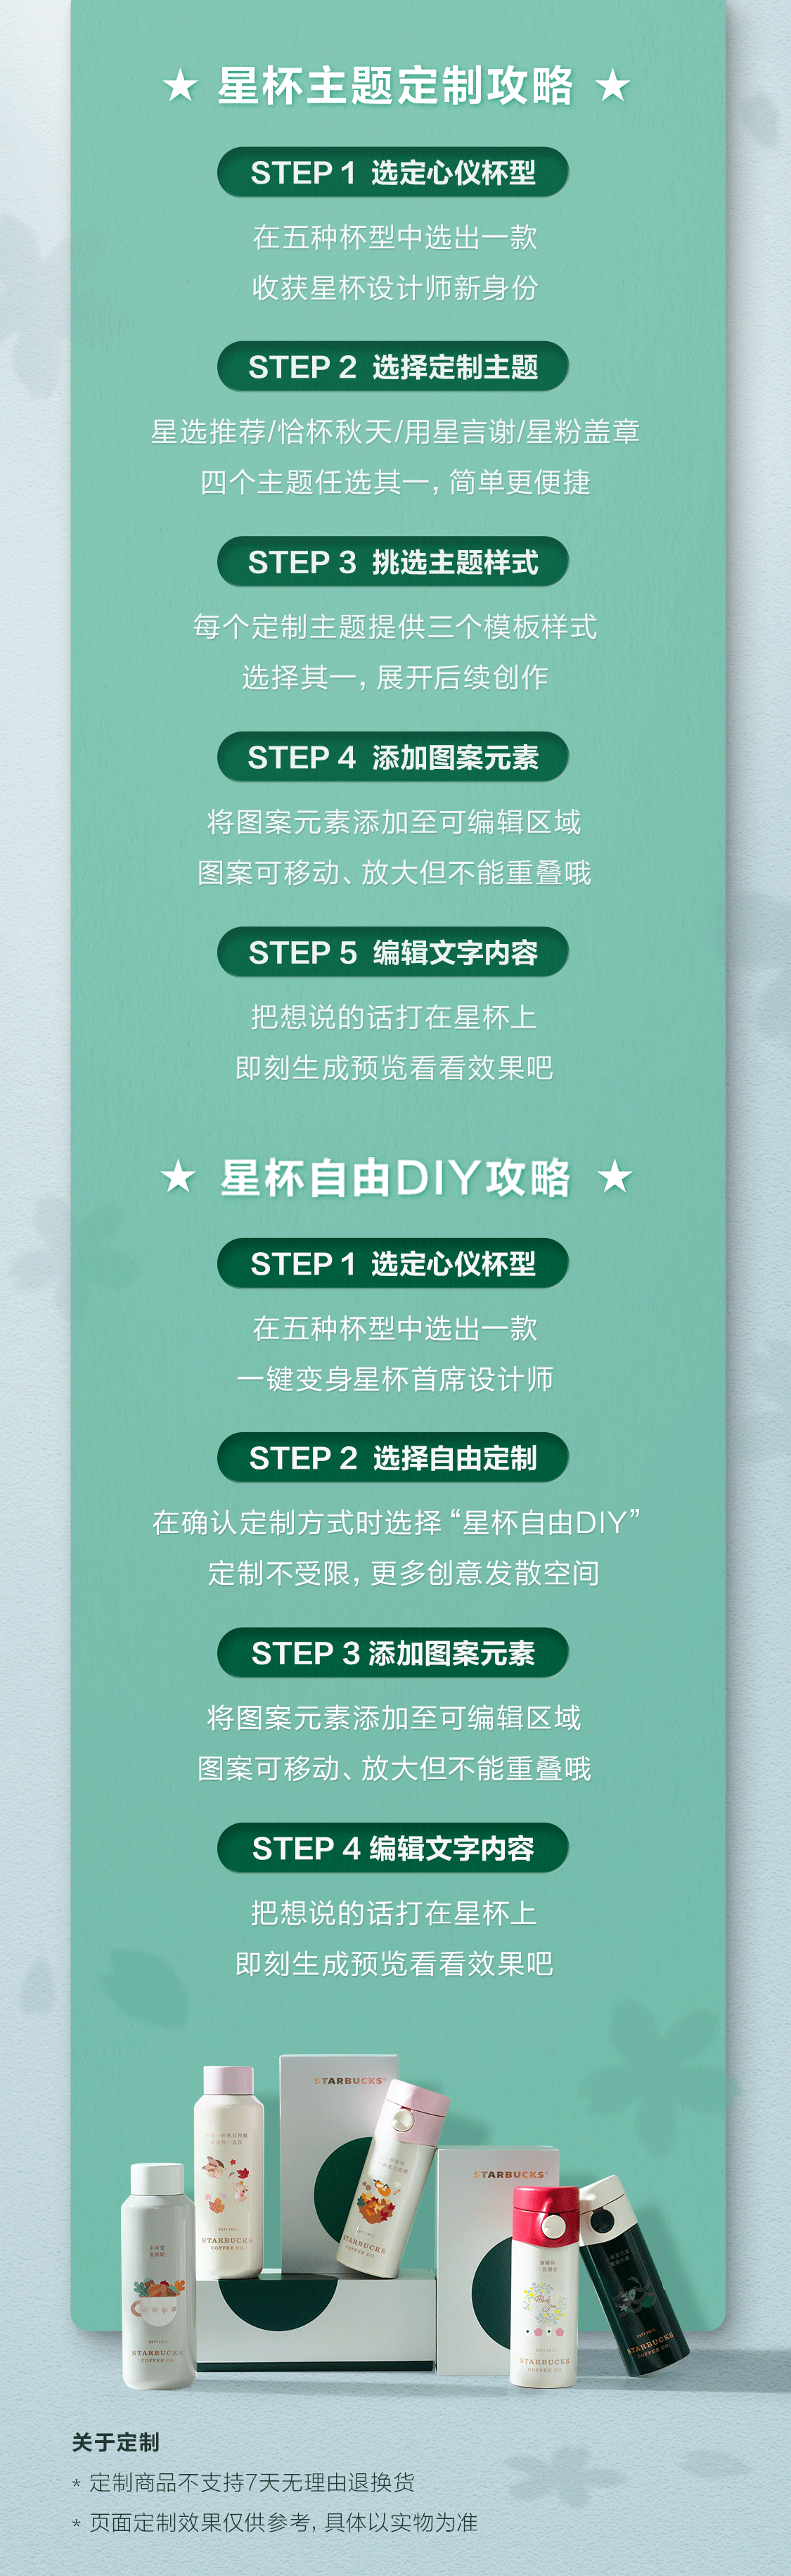 ★ 星杯主题定制攻略 ★
STEP 1 选定心仪杯型
在五种杯型中选出一款
收获星杯设计师新身份
STEP 2 选择定制主题
星选推荐/恰杯秋天/用星言谢/星粉盖章
四个主题任选其一，简单更便捷
STEP 3 挑选主题样式
每个定制主题提供三个模板样式
选择其一，展开后续创作
STEP 4 添加图案元素
将图案元素添加至可编辑区域
图案可移动、放大但不能重叠哦
STEP 5 编辑文字内容
把想说的话打在星杯上
即刻生成预览看看效果吧
★ 星杯自由DIY攻略 ★
STEP 1 选定心仪杯型
在五种杯型中选出一款
一键变身星杯首席设计师
STEP 2 选择自由定制
在确认定制方式时选择“星杯自由DIY”
定制不受限，更多创意发散空间
STEP 3 添加图案元素
将图案元素添加至可编辑区域
图案可移动、放大但不能重叠哦
STEP 4 编辑文字内容
把想说的话打在星杯上
即刻生成预览看看效果吧
STARBUCKS®
STARBUCKS®
STARBUCKS
COFFEE CO.
STARBUCKS
COFFEE CO.
STARBUCKS
COFFEE CO.
STARBUCKS
COFFEE CO.
STARBUCKS
COFFEE CO.
关于定制
* 定制商品不支持7天无理由退换货
* 页面定制效果仅供参考，具体以实物为准